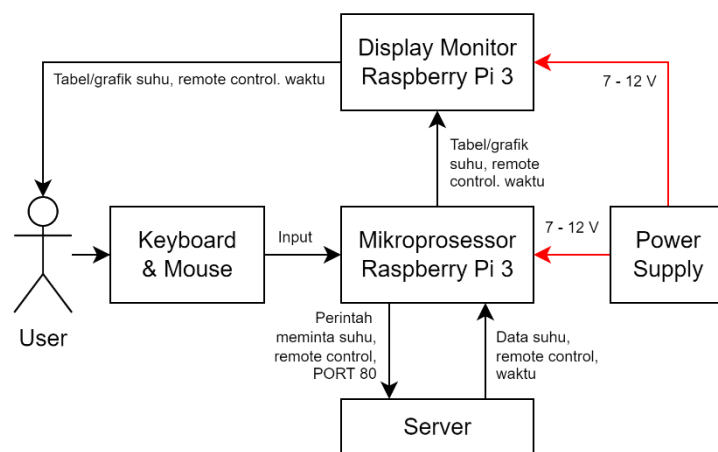 Display Monitor
Raspberry Pi 3
Tabel/grafik suhu, remote control. waktu
7 - 12 V
Tabel/grafik
suhu, remote
control. waktu
Keyboard
& Mouse
Input
Mikroprosessor
Raspberry Pi 3
7 - 12 V
Power
Supply
User
Perintah
meminta suhu,
remote control,
PORT 80
Data suhu,
remote control,
waktu
Server